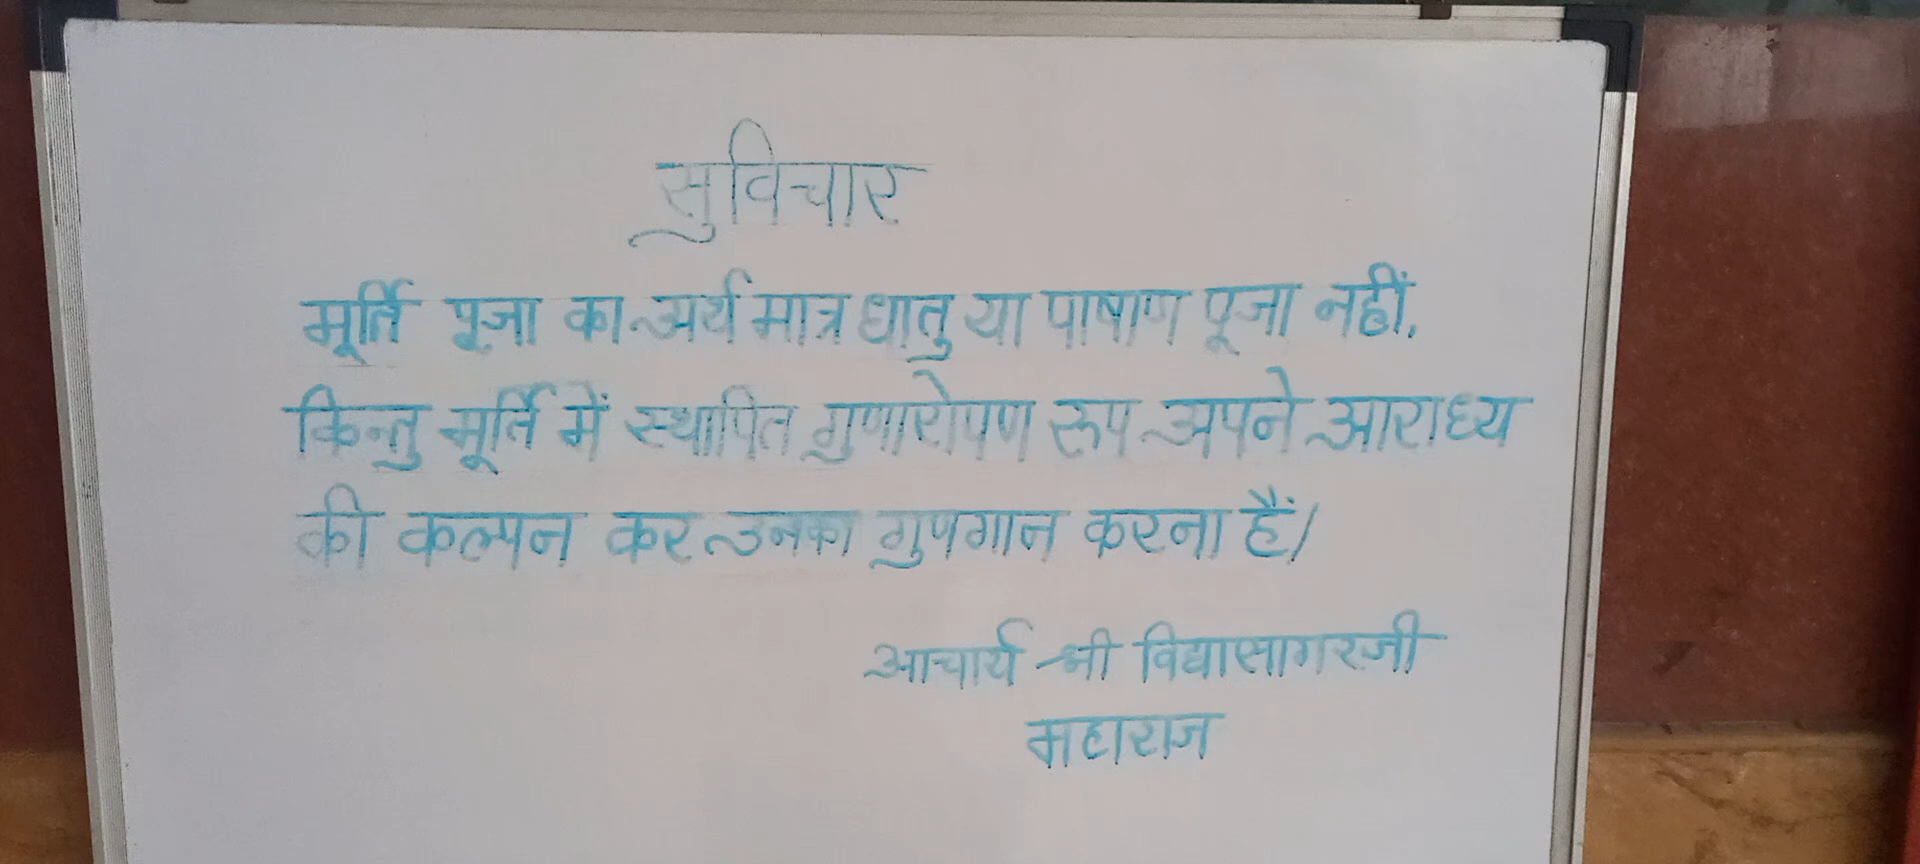 सुविचार
मूर्ति पूजा का अर्थ मात्र धातु या पाषाण पूजा नहीं,
किन्तु मूर्ति में स्थापित गुणारोपण रूप अपने आराध्य
की कल्पन कर उनका गुणगान करना हैं।
आचार्य श्री विद्यासागरजी
महाराज